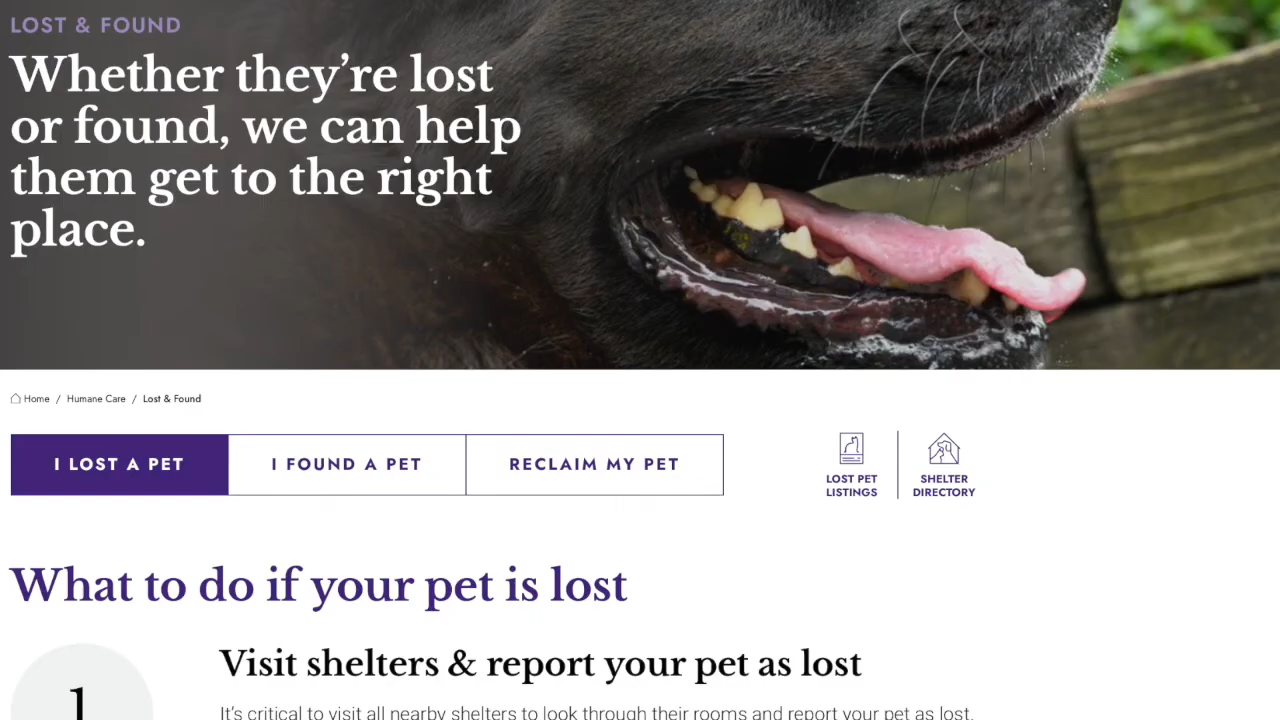 LOST & FOUND
Whether they’re lost
or found, we can help
them get to the right
place.
Home / Humane Care / Lost & Found
I LOST A PET
I FOUND A PET
RECLAIM MY PET
LOST PET
LISTINGS
SHELTER
DIRECTORY
What to do if your pet is lost
1
Visit shelters & report your pet as lost
It’s critical to visit all nearby shelters to look through their rooms and report your pet as lost.